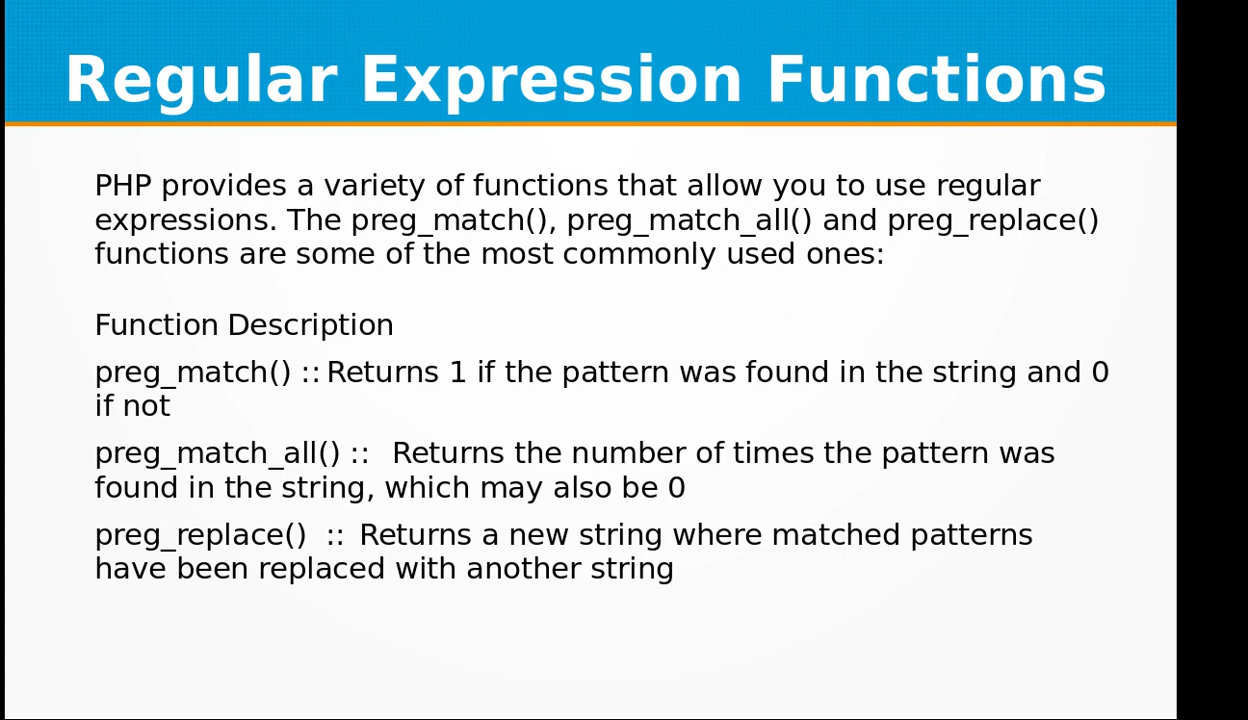 Regular Expression Functions
PHP provides a variety of functions that allow you to use regular
expressions. The preg_match(), preg_match_all() and preg_replace()
functions are some of the most commonly used ones:
Function Description
preg_match() :: Returns 1 if the pattern was found in the string and 0
if not
preg_match_all() :: Returns the number of times the pattern was
found in the string, which may also be 0
preg_replace() :: Returns a new string where matched patterns
have been replaced with another string